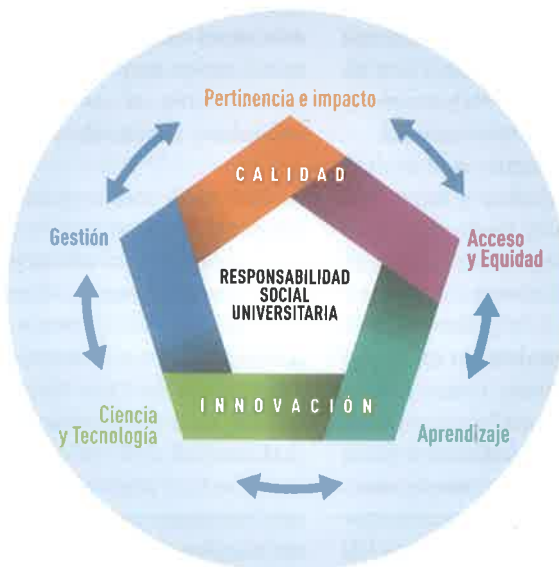 Pertinencia e impacto
CALIDAD
Gestión
Acceso
y Equidad
RESPONSABILIDAD
SOCIAL
UNIVERSITARIA
INNOVACIÓN
Ciencia
y Tecnología
Aprendizaje